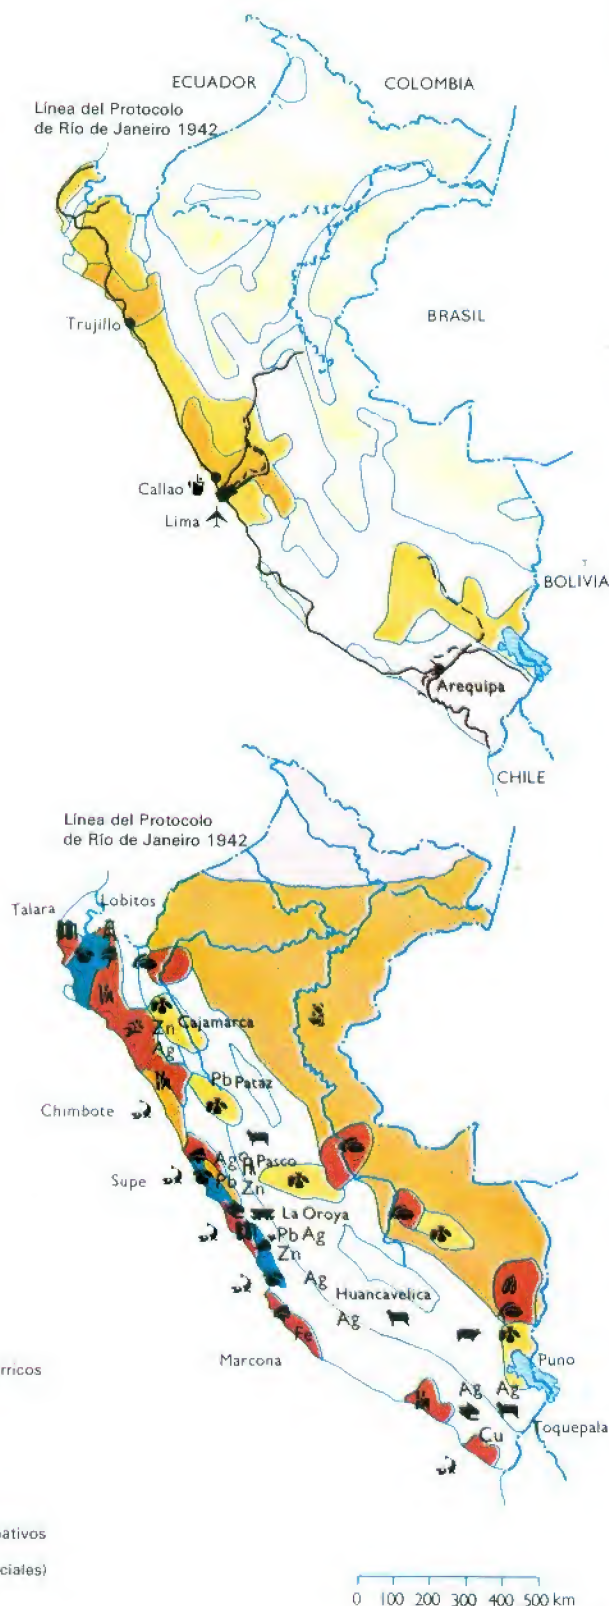 ECUADOR
COLOMBIA
Línea del Protocolo
de Río de Janeiro 1942
BRASIL
Trujillo
Callao
Lima
BOLIVIA
Arequipa
CHILE
Línea del Protocolo
de Río de Janeiro 1942
Talara
Lobitos
Zn Cajamarca
Ag
Pb Pataz
Chimbote
Ag Pasco
Supe
Pb
Zn
La Oroya
Pb Ag
Zn
Ag
Huancavelica
Ag
Fe
Marcona
Puno
Ag Ag
Toquepala
Cu
0 100 200 300 400 500 km